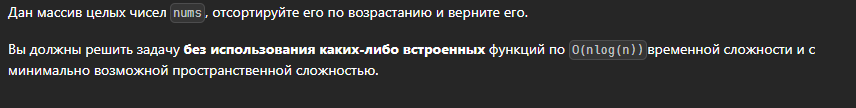 Дан массив целых чисел nums, отсортируйте его по возрастанию и верните его.
Вы должны решить задачу без использования каких-либо встроенных функций по O(nlog(n)) временной сложности и с
минимально возможной пространственной сложностью.